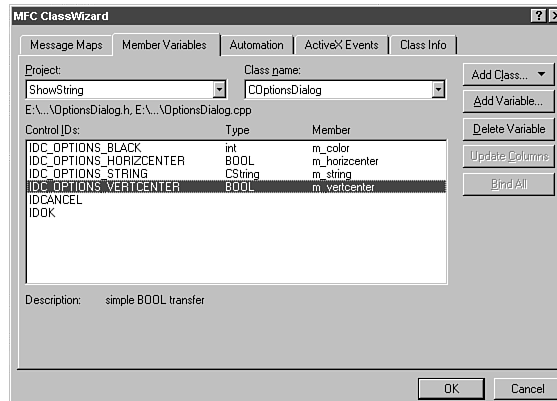 MFC ClassWizard
Message Maps Member Variables Automation ActiveX Events Class Info
Project: Class name:
ShowString COptionsDialog
Add Class...
E:\...\OptionsDialog.h, E:\...\OptionsDialog.cpp
Add Variable...
Control IDs: Type Member
Delete Variable
IDC_OPTIONS_BLACK int m_color
IDC_OPTIONS_HORIZCENTER BOOL m_horizcenter
IDC_OPTIONS_STRING CString m_string
IDC_OPTIONS_VERTCENTER BOOL m_vertcenter
IDCANCEL
IDOK
Update Columns
Bind All
Description: simple BOOL transfer
OK Cancel